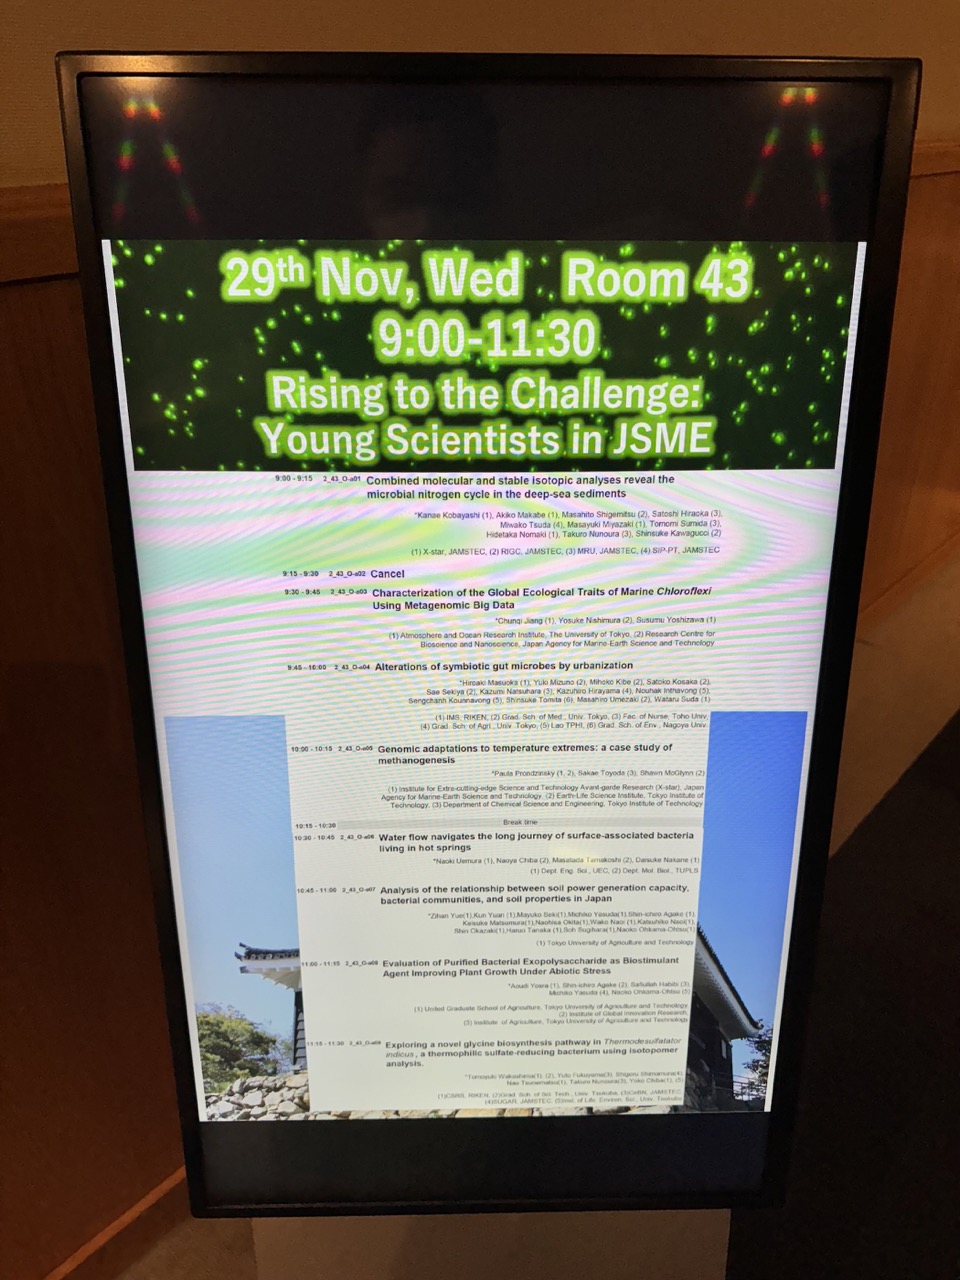 29th Nov, Wed Room 43
9:00-11:30
Rising to the Challenge:
Young Scientists in JSME
9:00 - 9:15 2_43_O-a01 Combined molecular and stable isotopic analyses reveal the
microbial nitrogen cycle in the deep-sea sediments
*Kanae Kobayashi (1), Akiko Makabe (1), Masahito Shigemitsu (2), Satoshi Hiraoka (3),
Miwako Tsuda (4), Masayuki Miyazaki (1), Tomomi Sumida (3),
Hidetaka Nomaki (1), Takuro Nunoura (3), Shinsuke Kawagucci (2)
(1) X-star, JAMSTEC, (2) RIGC, JAMSTEC, (3) MRU, JAMSTEC, (4) SIP-PT, JAMSTEC
9:15 - 9:30 2_43_O-a02 Cancel
9:30 - 9:45 2_43_O-a03 Characterization of the Global Ecological Traits of Marine Chloroflexi
Using Metagenomic Big Data
*Chunqi Jiang (1), Yosuke Nishimura (2), Susumu Yoshizawa (1)
(1) Atmosphere and Ocean Research Institute, The University of Tokyo, (2) Research Centre for
Bioscience and Nanoscience, Japan Agency for Marine-Earth Science and Technology
9:45 - 10:00 2_43_O-a04 Alterations of symbiotic gut microbes by urbanization
*Hiroaki Masuoka (1), Yuki Mizuno (2), Mihoko Kibe (2), Satoko Kosaka (2),
Sae Sekiya (2), Kazumi Natsuhara (3), Kazuhiro Hirayama (4), Nouhak Inthavong (5),
Sengchanh Kounnavong (5), Shinsuke Tomita (6), Masahiro Umezaki (2), Wataru Suda (1)
(1) IMS, RIKEN, (2) Grad. Sch. of Med., Univ. Tokyo, (3) Fac. of Nurse, Toho Univ.
(4) Grad. Sch. of Agri., Univ. Tokyo, (5) Lao TPHI, (6) Grad. Sch. of Env., Nagoya Univ.
10:00 - 10:15 2_43_O-a05 Genomic adaptations to temperature extremes: a case study of
methanogenesis
*Paula Prondzinsky (1, 2), Sakae Toyoda (3), Shawn McGlynn (2)
(1) Institute for Extra-cutting-edge Science and Technology Avant-garde Research (X-star), Japan
Agency for Marine-Earth Science and Technology, (2) Earth-Life Science Institute, Tokyo Institute of
Technology, (3) Department of Chemical Science and Engineering, Tokyo Institute of Technology
10:15 - 10:30 Break time
10:30 - 10:45 2_43_O-a06 Water flow navigates the long journey of surface-associated bacteria
living in hot springs
*Naoki Uemura (1), Naoya Chiba (2), Masatada Tamakoshi (2), Daisuke Nakane (1)
(1) Dept. Eng. Sci., UEC, (2) Dept. Mol. Biol., TUPLS
10:45 - 11:00 2_43_O-a07 Analysis of the relationship between soil power generation capacity,
bacterial communities, and soil properties in Japan
*Zihan Yue(1),Kun Yuan (1),Mayuko Seki(1),Michiko Yasuda(1),Shin-ichiro Agake (1),
Keisuke Matsumura(1),Naohisa Okita(1),Wako Naoi (1),Katsuhiko Naoi(1),
Shin Okazaki(1),Haruo Tanaka (1),Soh Sugihara(1),Naoko Ohkama-Ohtsu(1)
(1) Tokyo University of Agriculture and Technology
11:00 - 11:15 2_43_O-a08 Evaluation of Purified Bacterial Exopolysaccharide as Biostimulant
Agent Improving Plant Growth Under Abiotic Stress
*Aoudi Yosra (1), Shin-ichiro Agake (2), Safiullah Habibi (3),
Michiko Yasuda (4), Naoko Ohkama-Ohtsu (5)
(1) United Graduate School of Agriculture, Tokyo University of Agriculture and Technology
(2) Institute of Global Innovation Research,
(3) Institute of Agriculture, Tokyo University of Agriculture and Technology
11:15 - 11:30 2_43_O-a09 Exploring a novel glycine biosynthesis pathway in Thermodesulfatator
indicus, a thermophilic sulfate-reducing bacterium using isotopomer
analysis.
Yuto Fukuyama(3), Shigeru Shimamura(4)
Takuro Nunoura(3), Yoko Chiba(1), (5)
(1)CSRS, RIKEN, (2)Grad. Sch. of Sci. Tech., Univ. Tsukuba, (3)CeBN, JAMSTEC,
(4)SUGAR, JAMSTEC, Life. Environ. Sci., Univ. Tsukuba